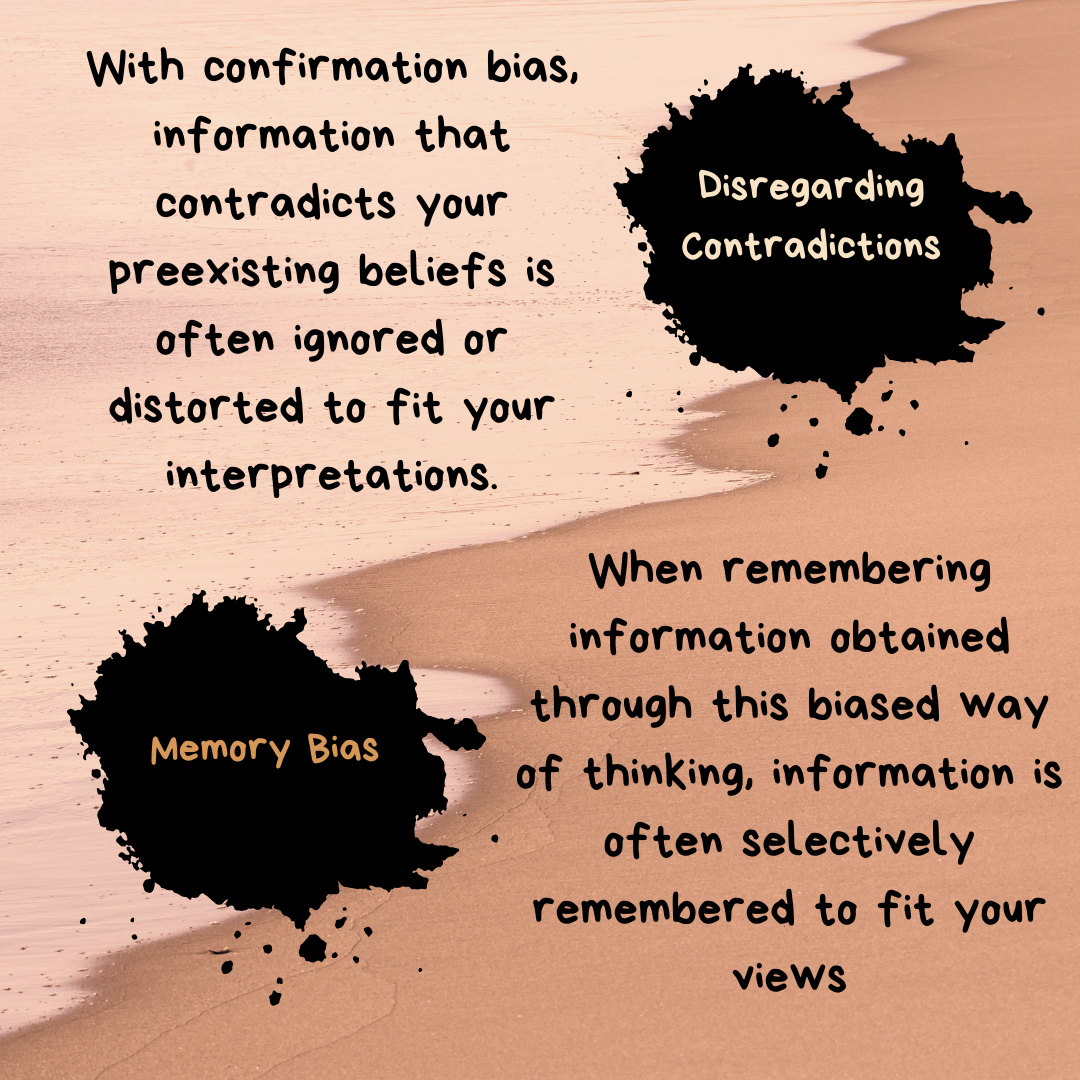 With confirmation bias,
information that
contradicts your
preexisting beliefs is
often ignored or
distorted to fit your
interpretations.
Disregarding
Contradictions
Memory Bias
When remembering
information obtained
through this biased way
of thinking, information is
often selectively
remembered to fit your
views